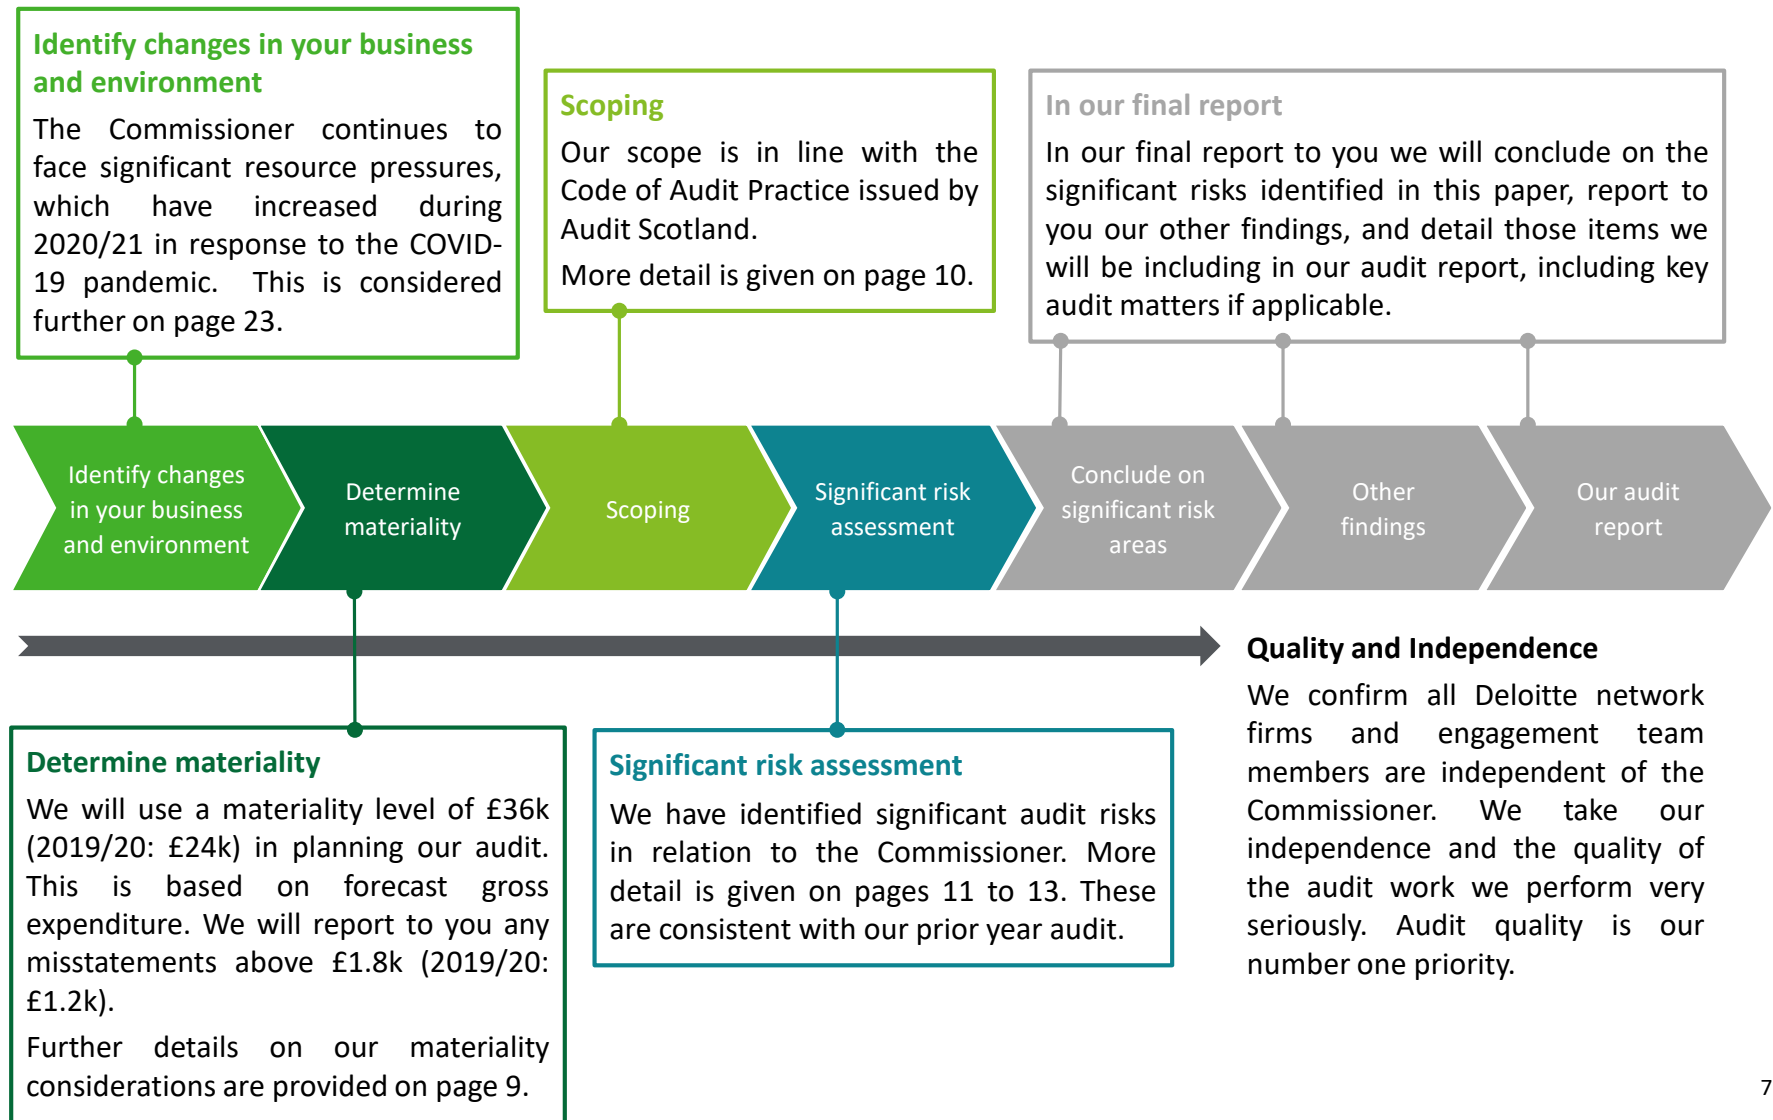 Identify changes in your business
and environment
The Commissioner continues to
face significant resource pressures,
which have increased during
2020/21 in response to the COVID-
19 pandemic. This is considered
further on page 23.
Scoping
Our scope is in line with the
Code of Audit Practice issued by
Audit Scotland.
More detail is given on page 10.
In our final report
In our final report to you we will conclude on the
significant risks identified in this paper, report to
you our other findings, and detail those items we
will be including in our audit report, including key
audit matters if applicable.
Identify changes
in your business
and environment
Determine
materiality
Scoping
Significant risk
assessment
Conclude on
significant risk
areas
Other
findings
Our audit
report
Determine materiality
We will use a materiality level of £36k
(2019/20: £24k) in planning our audit.
This is based on forecast gross
expenditure. We will report to you any
misstatements above £1.8k (2019/20:
£1.2k).
Further details on our materiality
considerations are provided on page 9.
Significant risk assessment
We have identified significant audit risks
in relation to the Commissioner. More
detail is given on pages 11 to 13. These
are consistent with our prior year audit.
Quality and Independence
We confirm all Deloitte network
firms and engagement team
members are independent of the
Commissioner. We take our
independence and the quality of
the audit work we perform very
seriously. Audit quality is our
number one priority.
7